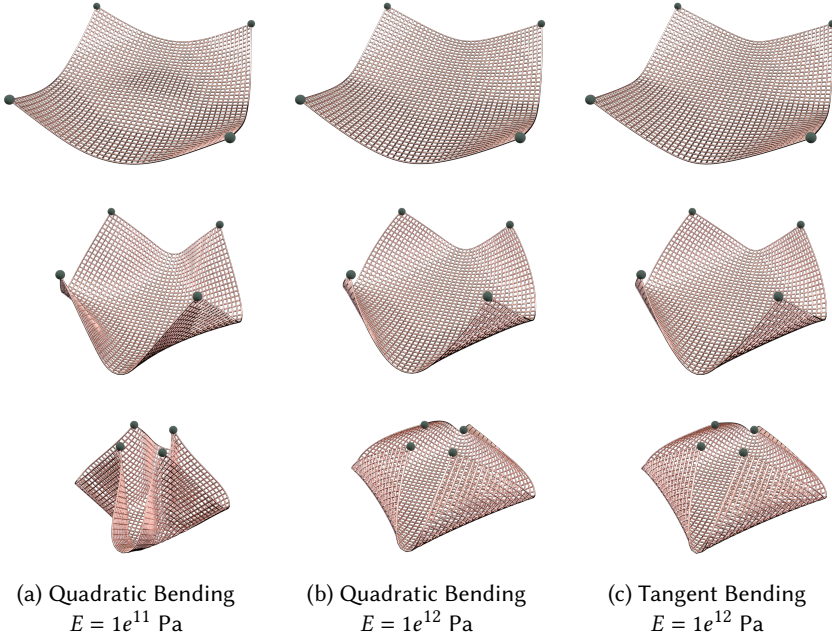 (a) Quadratic Bending
E = 1e¹¹ Pa
(b) Quadratic Bending
E = 1e¹² Pa
(c) Tangent Bending
E = 1e¹² Pa